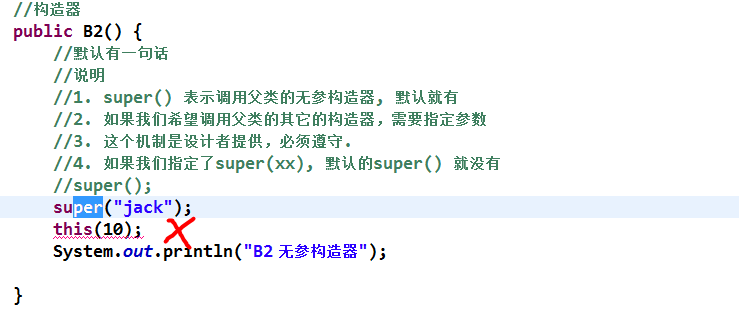 //构造器
public B2() {
//默认有一句话
//说明
//1. super() 表示调用父类的无参构造器, 默认就有
//2. 如果我们希望调用父类的其它的构造器，需要指定参数
//3. 这个机制是设计者提供，必须遵守.
//4. 如果我们指定了super(xx), 默认的super() 就没有
//super();
super("jack");
this(10);
System.out.println("B2 无参构造器");
}